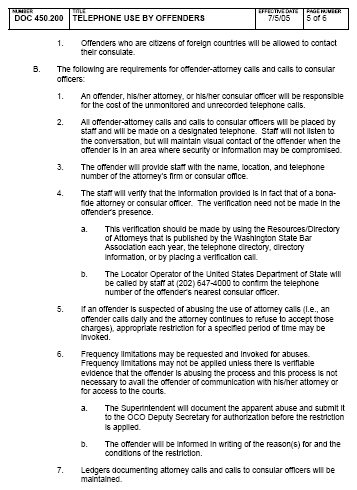 NUMBER TITLE EFFECTIVE DATE PAGE NUMBER
DOC 450.200 TELEPHONE USE BY OFFENDERS 7/5/05 5 of 6
1. Offenders who are citizens of foreign countries will be allowed to contact
their consulate.
B. The following are requirements for offender-attorney calls and calls to consular
officers:
1. An offender, his/her attorney, or his/her consular officer will be responsible
for the cost of the unmonitored and unrecorded telephone calls.
2. All offender-attorney calls and calls to consular officers will be placed by
staff and will be made on a designated telephone. Staff will not listen to
the conversation, but will maintain visual contact of the offender when the
offender is in an area where security or information may be compromised.
3. The offender will provide staff with the name, location, and telephone
number of the attorney's firm or consular office.
4. The staff will verify that the information provided is in fact that of a bona-
fide attorney or consular officer. The verification need not be made in the
offender's presence.
a. This verification should be made by using the Resources/Directory
of Attorneys that is published by the Washington State Bar
Association each year, the telephone directory, directory
information, or by placing a verification call.
b. The Locator Operator of the United States Department of State will
be called by staff at (202) 647-4000 to confirm the telephone
number of the offender's nearest consular officer.
5. If an offender is suspected of abusing the use of attorney calls (i.e., an
offender calls daily and the attorney continues to refuse to accept those
charges), appropriate restriction for a specified period of time may be
invoked.
6. Frequency limitations may be requested and invoked for abuses.
Frequency limitations may not be applied unless there is verifiable
evidence that the offender is abusing the process and this process is not
necessary to avail the offender of communication with his/her attorney or
for access to the courts.
a. The Superintendent will document the apparent abuse and submit it
to the OCO Deputy Secretary for authorization before the restriction
is applied.
b. The offender will be informed in writing of the reason(s) for and the
conditions of the restriction.
7. Ledgers documenting attorney calls and calls to consular officers will be
maintained.